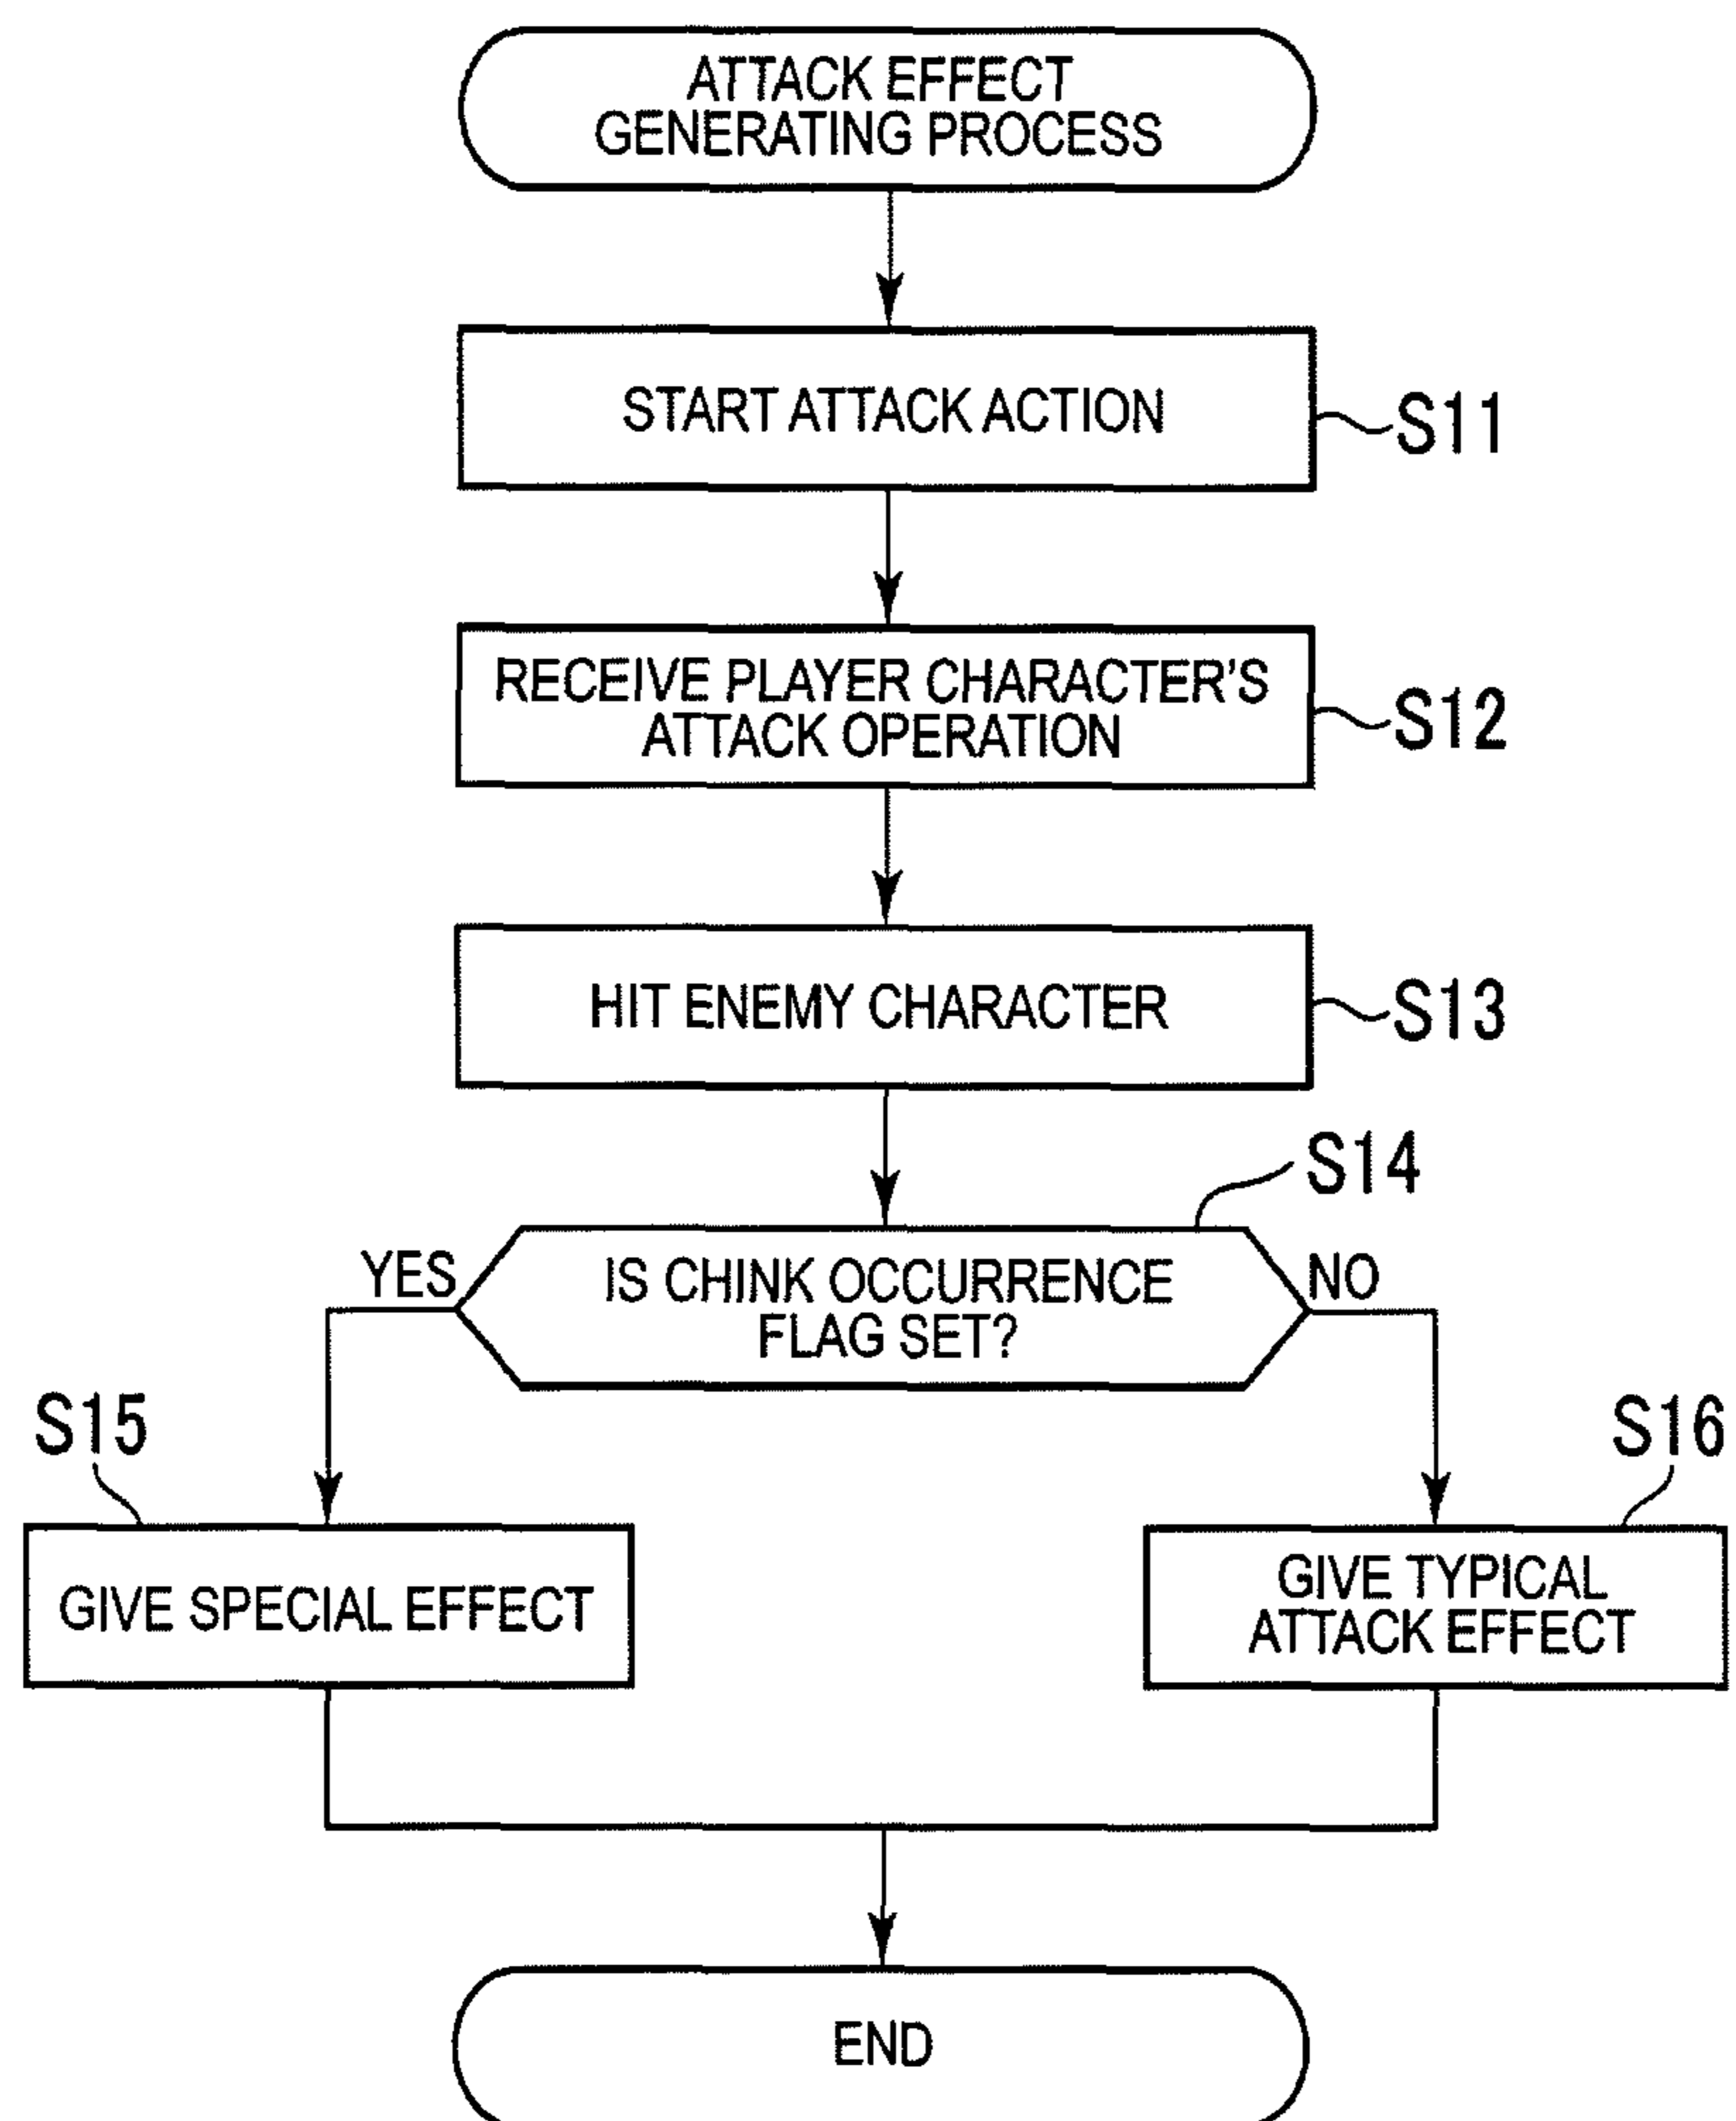 ATTACK EFFECT
GENERATING PROCESS
START ATTACK ACTION
S11
RECEIVE PLAYER CHARACTER'S
ATTACK OPERATION
S12
HIT ENEMY CHARACTER
S13
S14
YES
IS CHINK OCCURRENCE
FLAG SET?
NO
S15
S16
GIVE SPECIAL EFFECT
GIVE TYPICAL
ATTACK EFFECT
END